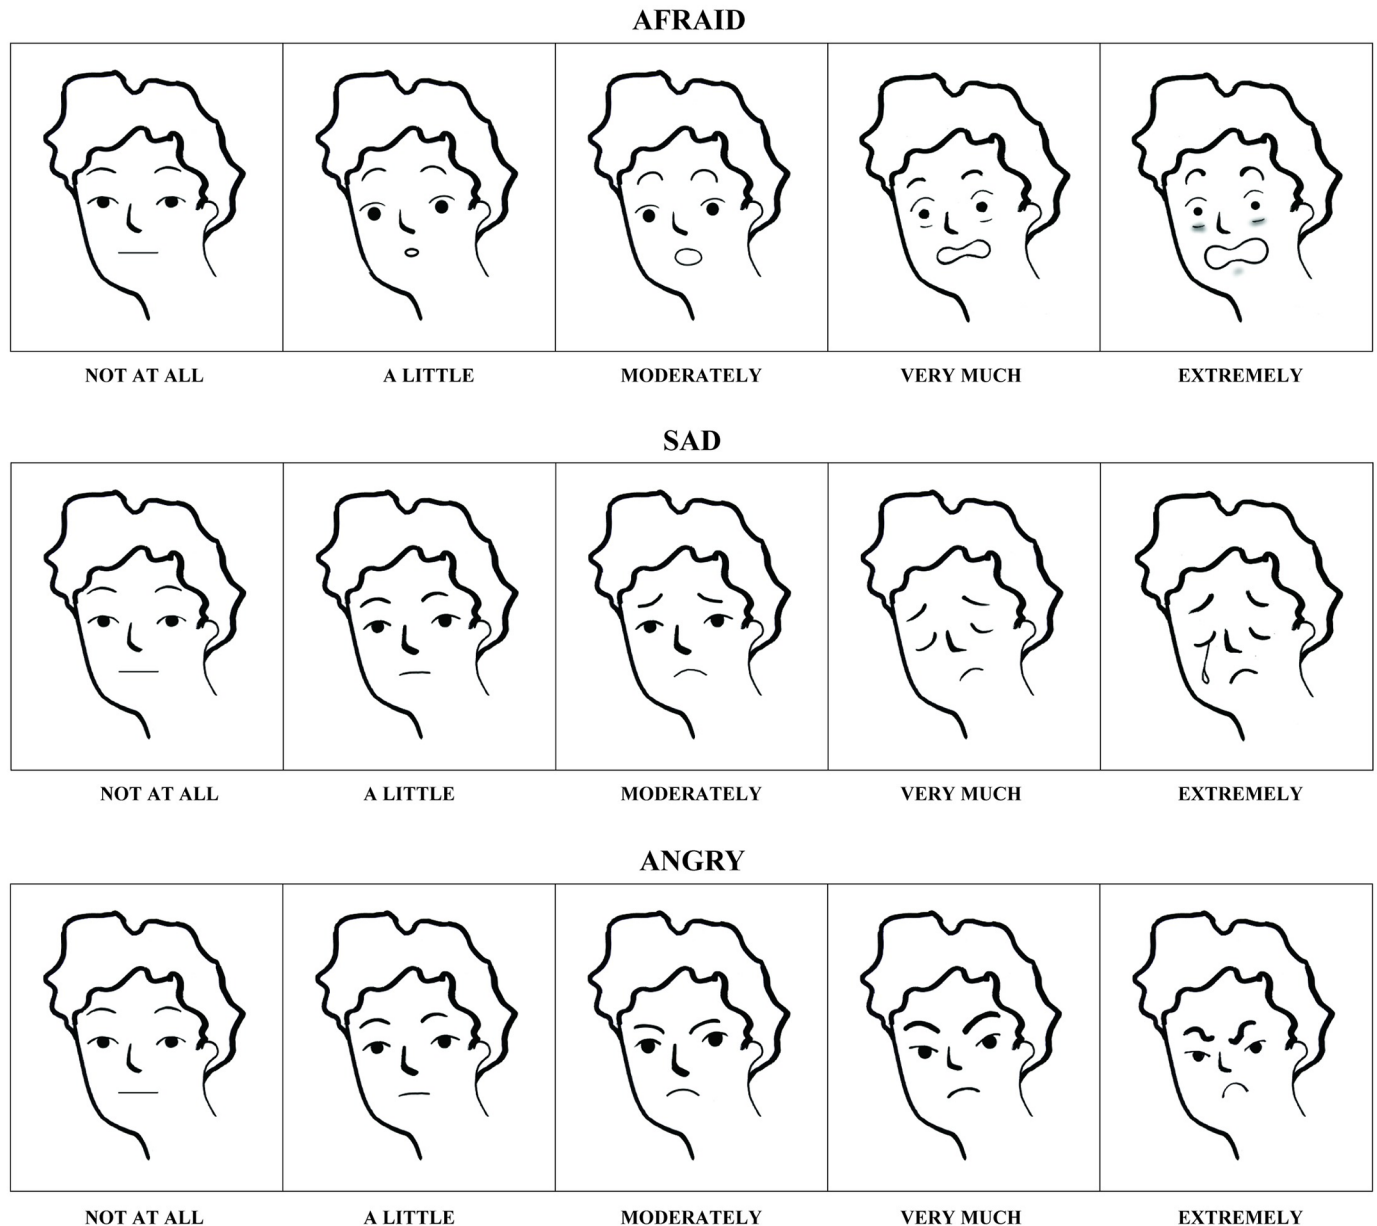 AFRAID
NOT AT ALL A LITTLE MODERATELY VERY MUCH EXTREMELY
SAD
NOT AT ALL A LITTLE MODERATELY VERY MUCH EXTREMELY
ANGRY
NOT AT ALL A LITTLE MODERATELY VERY MUCH EXTREMELY